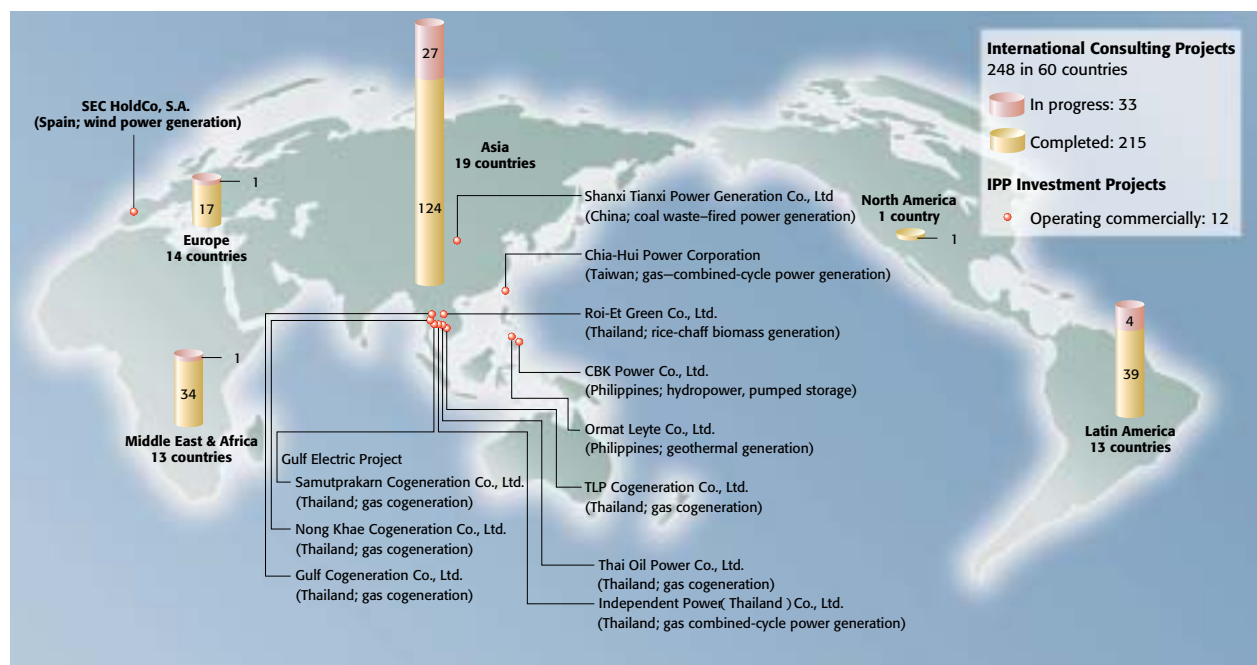 International Consulting Projects
248 in 60 countries
In progress: 33
Completed: 215
IPP Investment Projects
Operating commercially: 12
SEC HoldCo, S.A.
(Spain; wind power generation)
1
17
Europe
14 countries
27
124
Asia
19 countries
North America
1 country
1
4
39
Latin America
13 countries
1
34
Middle East & Africa
13 countries
Shanxi Tianxi Power Generation Co., Ltd
(China; coal waste–fired power generation)
Chia-Hui Power Corporation
(Taiwan; gas—combined-cycle power generation)
Roi-Et Green Co., Ltd.
(Thailand; rice-chaff biomass generation)
CBK Power Co., Ltd.
(Philippines; hydropower, pumped storage)
Ormat Leyte Co., Ltd.
(Philippines; geothermal generation)
TLP Cogeneration Co., Ltd.
(Thailand; gas cogeneration)
Thai Oil Power Co., Ltd.
(Thailand; gas cogeneration)
Independent Power( Thailand ) Co., Ltd.
(Thailand; gas combined-cycle power generation)
Gulf Electric Project
Samutprakarn Cogeneration Co., Ltd.
(Thailand; gas cogeneration)
Nong Khae Cogeneration Co., Ltd.
(Thailand; gas cogeneration)
Gulf Cogeneration Co., Ltd.
(Thailand; gas cogeneration)